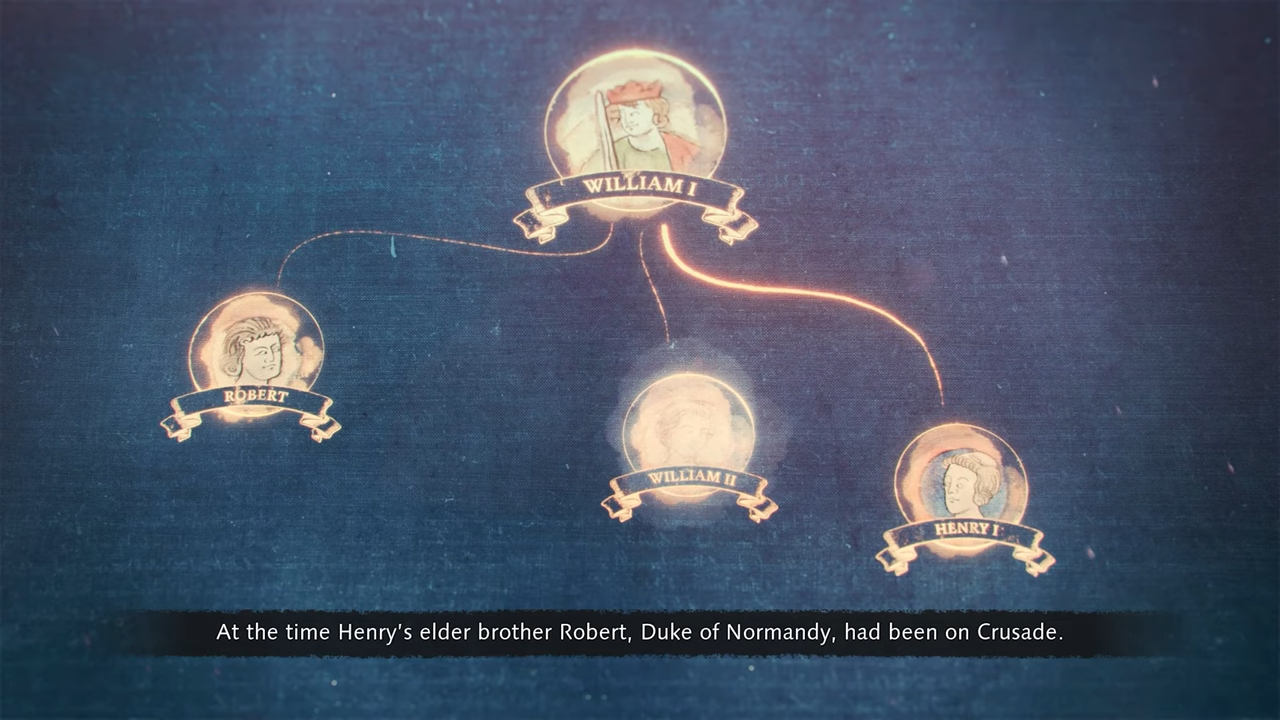 WILLIAM I
ROBERT
WILLIAM II
HENRY I
At the time Henry's elder brother Robert, Duke of Normandy, had been on Crusade.